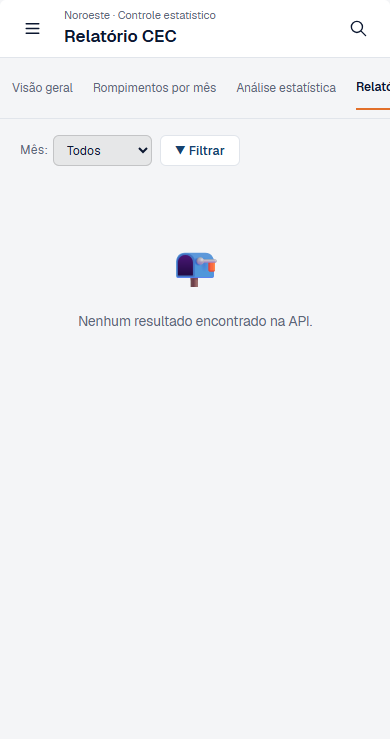 Noroeste · Controle estatístico
Relatório CEC
Visão geral Rompimentos por mês Análise estatística
Mês: Todos ▼ Filtrar
Nenhum resultado encontrado na API.